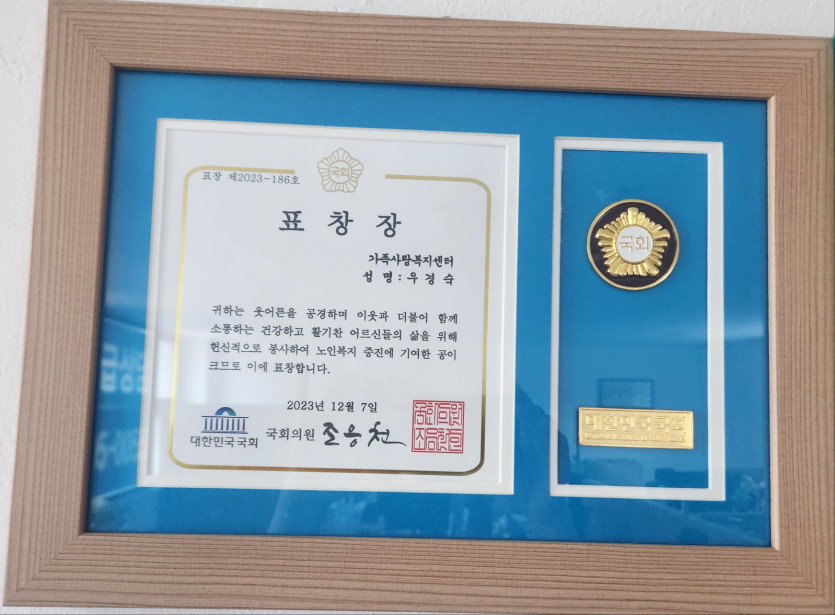 표창 제2023-186호
국회
표 창 장
가족사랑복지센터
성 명 : 우 경 숙
귀하는 웃어른을 공경하며 이웃과 더불어 함께
소통하는 건강하고 활기찬 어르신들의 삶을 위해
헌신적으로 봉사하여 노인복지 증진에 기여한 공이
크므로 이에 표창합니다.
2023년 12월 7일
대한민국국회
국회의원 조응천
국회
대한민국국회